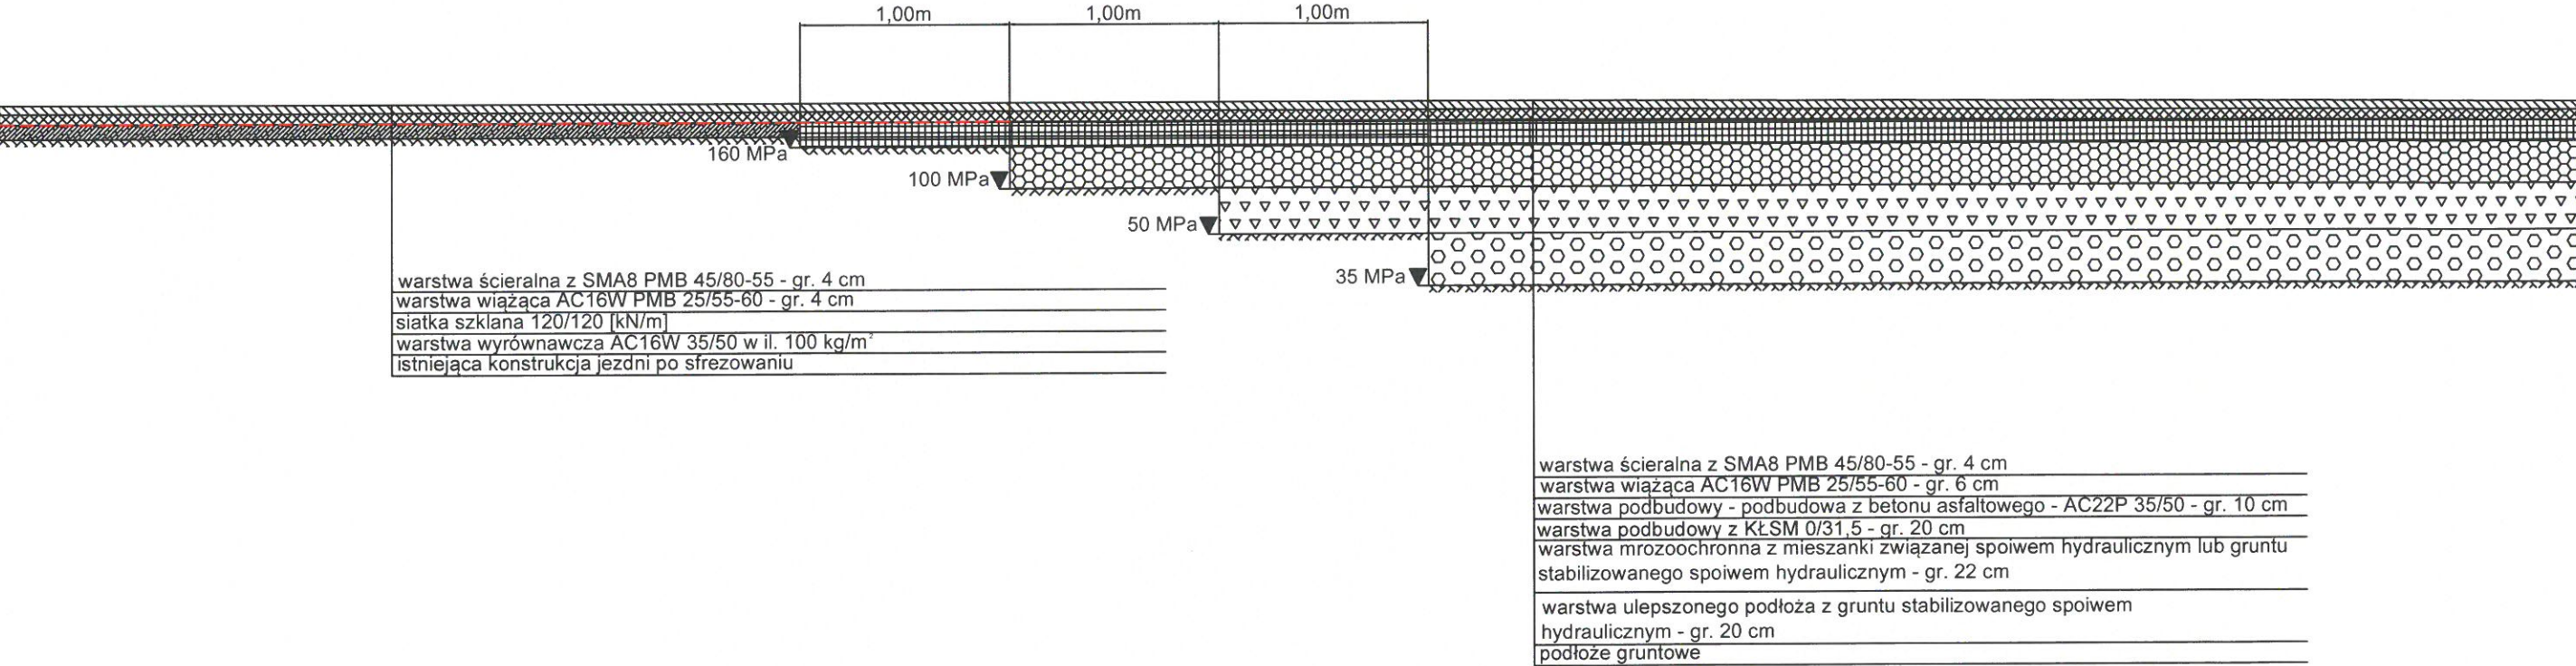 1,00m 1,00m 1,00m
160 MPa
100 MPa
50 MPa
35 MPa
warstwa ścieralna z SMA8 PMB 45/80-55 - gr. 4 cm
warstwa wiążąca AC16W PMB 25/55-60 - gr. 4 cm
siatka szklana 120/120 [kN/m]
warstwa wyrównawcza AC16W 35/50 w il. 100 kg/m²
istniejąca konstrukcja jezdni po sfrezowaniu
warstwa ścieralna z SMA8 PMB 45/80-55 - gr. 4 cm
warstwa wiążąca AC16W PMB 25/55-60 - gr. 6 cm
warstwa podbudowy - podbudowa z betonu asfaltowego - AC22P 35/50 - gr. 10 cm
warstwa podbudowy z KŁSM 0/31,5 - gr. 20 cm
warstwa mrozoochronna z mieszanki związanej spoiwem hydraulicznym lub gruntu
stabilizowanego spoiwem hydraulicznym - gr. 22 cm
warstwa ulepszonego podłoża z gruntu stabilizowanego spoiwem
hydraulicznym - gr. 20 cm
podłoże gruntowe